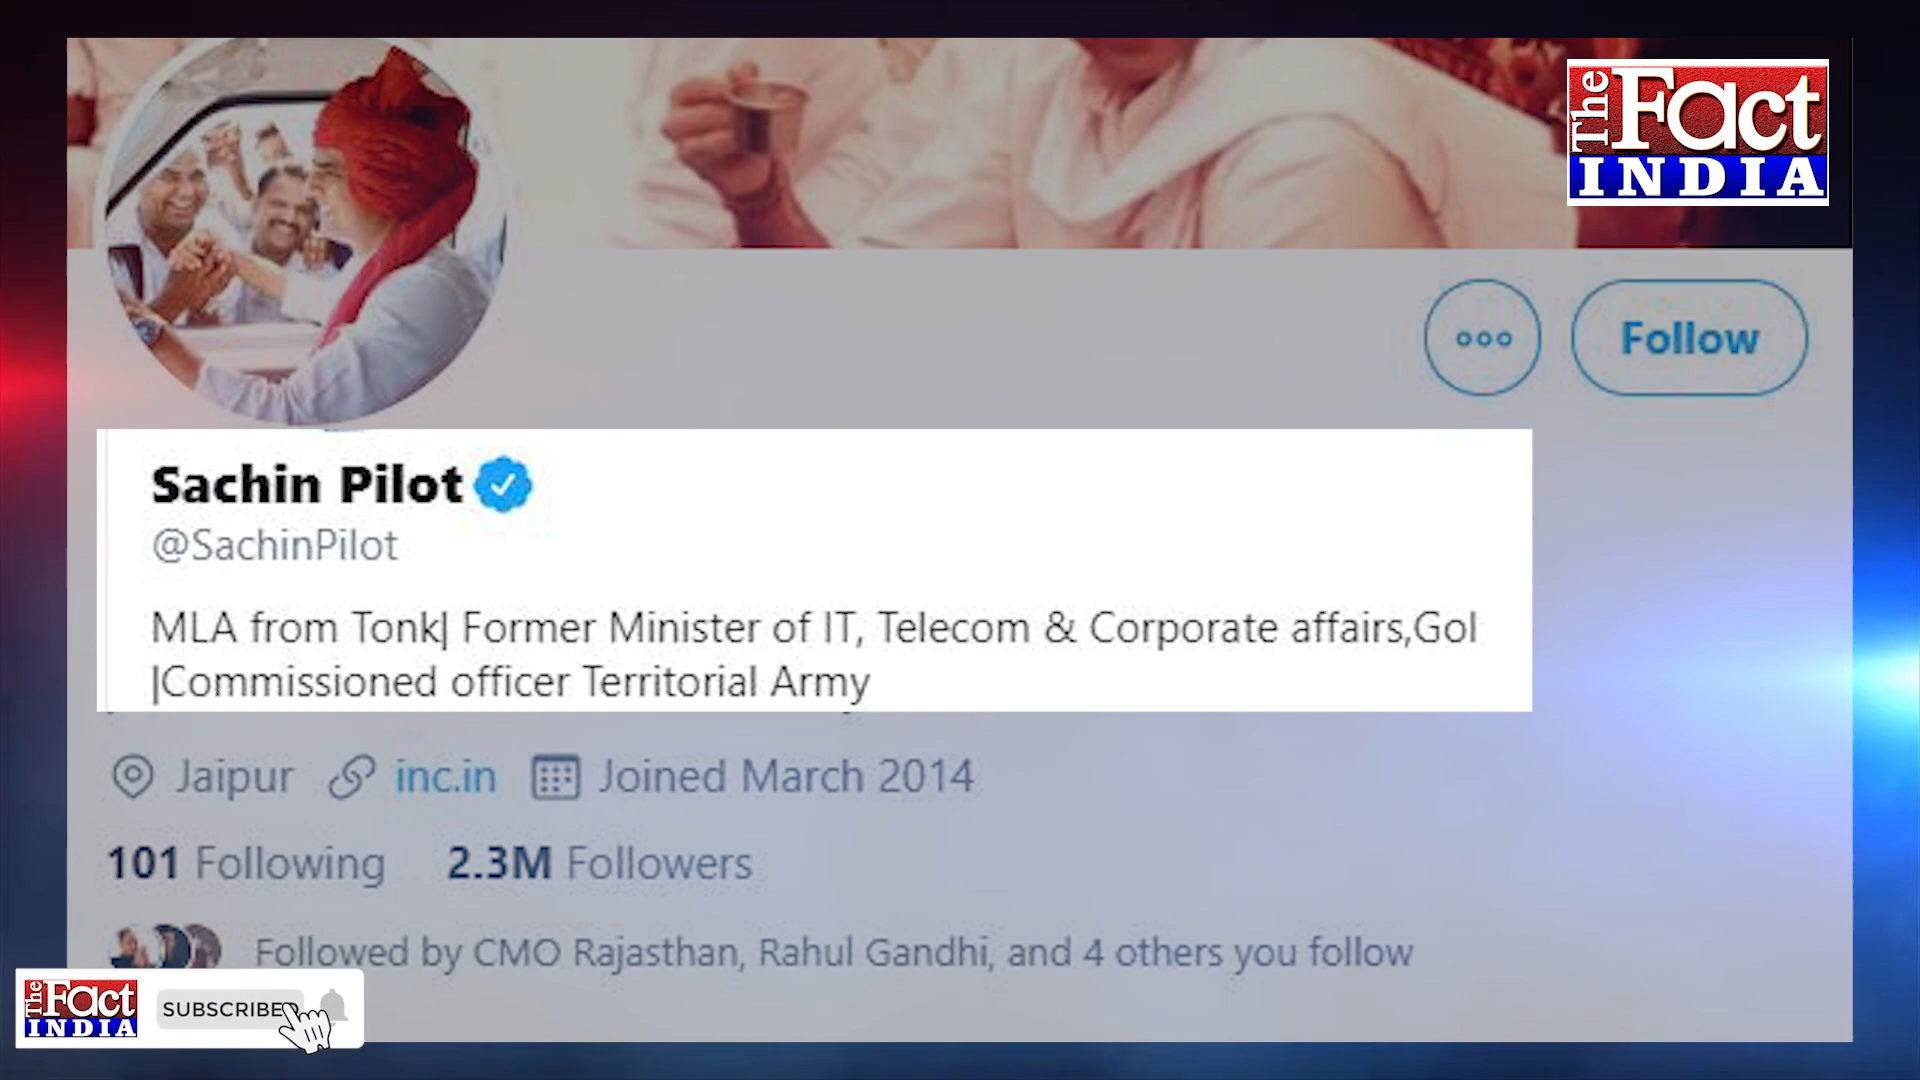 The Fact
INDIA
Follow
Sachin Pilot
@SachinPilot
MLA from Tonk| Former Minister of IT, Telecom & Corporate affairs,GoI
|Commissioned officer Territorial Army
Jaipur inc.in Joined March 2014
101 Following 2.3M Followers
Followed by CMO Rajasthan, Rahul Gandhi, and 4 others you follow
The Fact
INDIA
SUBSCRIBED